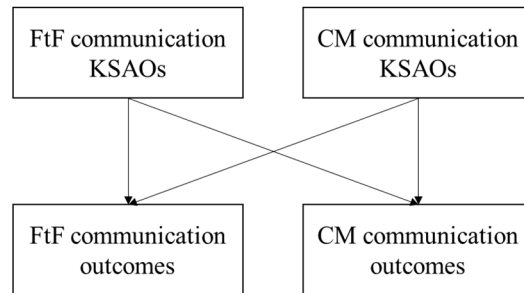 FtF communication
KSAOs
CM communication
KSAOs
FtF communication
outcomes
CM communication
outcomes